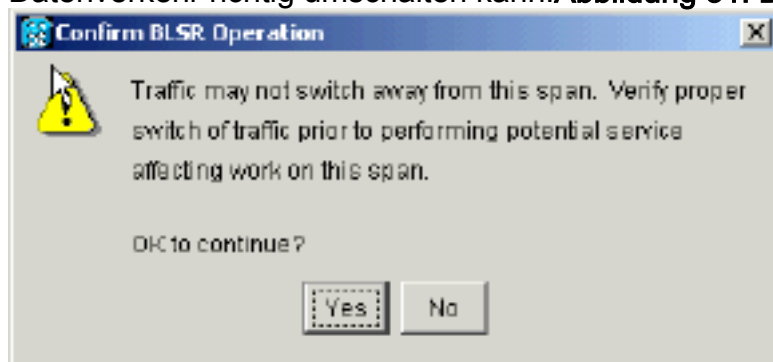 Confirm BLSR Operation
Traffic may not switch away from this span. Verify proper
switch of traffic prior to performing potential service
affecting work on this span.
OK to continue?
Yes
No